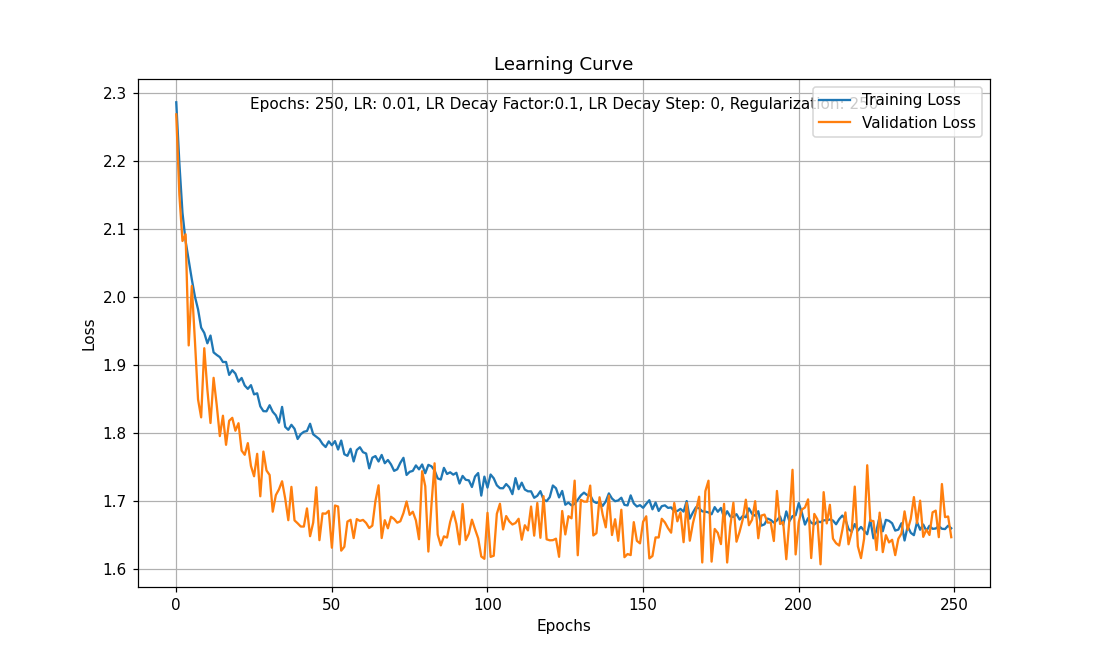 Learning Curve
Epochs: 250, LR: 0.01, LR Decay Factor:0.1, LR Decay Step: 0, Regularization: 250
Training Loss
Validation Loss
2.3
2.2
2.1
2.0
1.9
1.8
1.7
1.6
Loss
0
50
100
150
200
250
Epochs